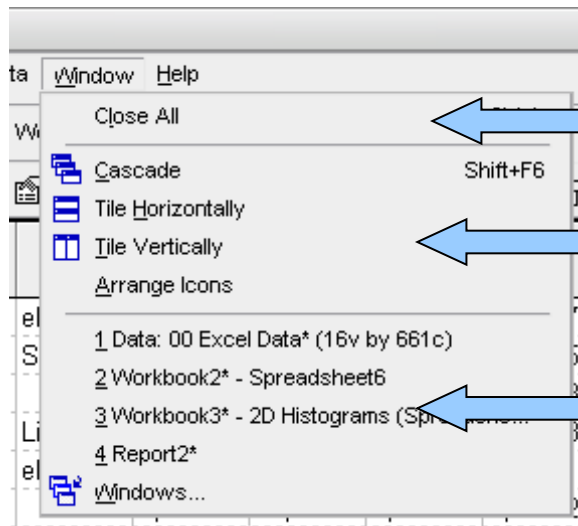 ta Window Help
Close All
Cascade Shift+F6
Tile Horizontally
Tile Vertically
Arrange Icons
1 Data: 00 Excel Data* (16v by 661c)
2 Workbook2* - Spreadsheet6
3 Workbook3* - 2D Histograms
4 Report2*
Windows...